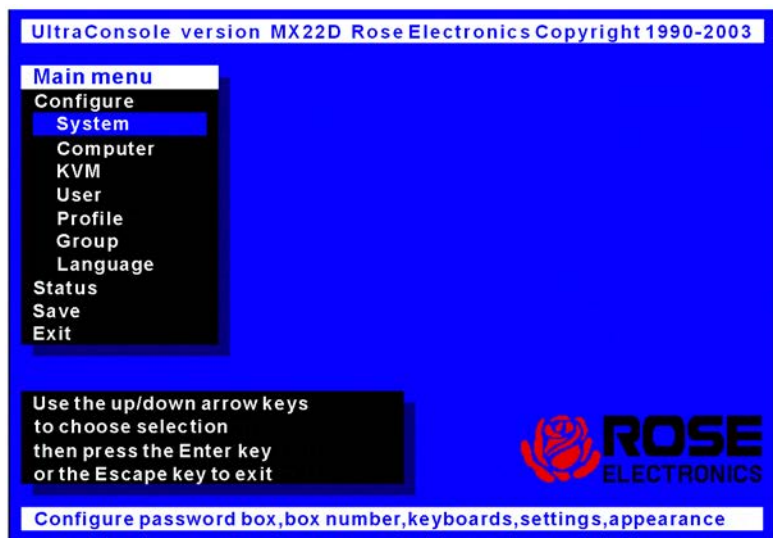 UltraConsole version MX22D Rose Electronics Copyright 1990-2003
Main menu
Configure
System
Computer
KVM
User
Profile
Group
Language
Status
Save
Exit
Use the up/down arrow keys
to choose selection
then press the Enter key
or the Escape key to exit
ROSE
ELECTRONICS
Configure password box,box number,keyboards,settings,appearance